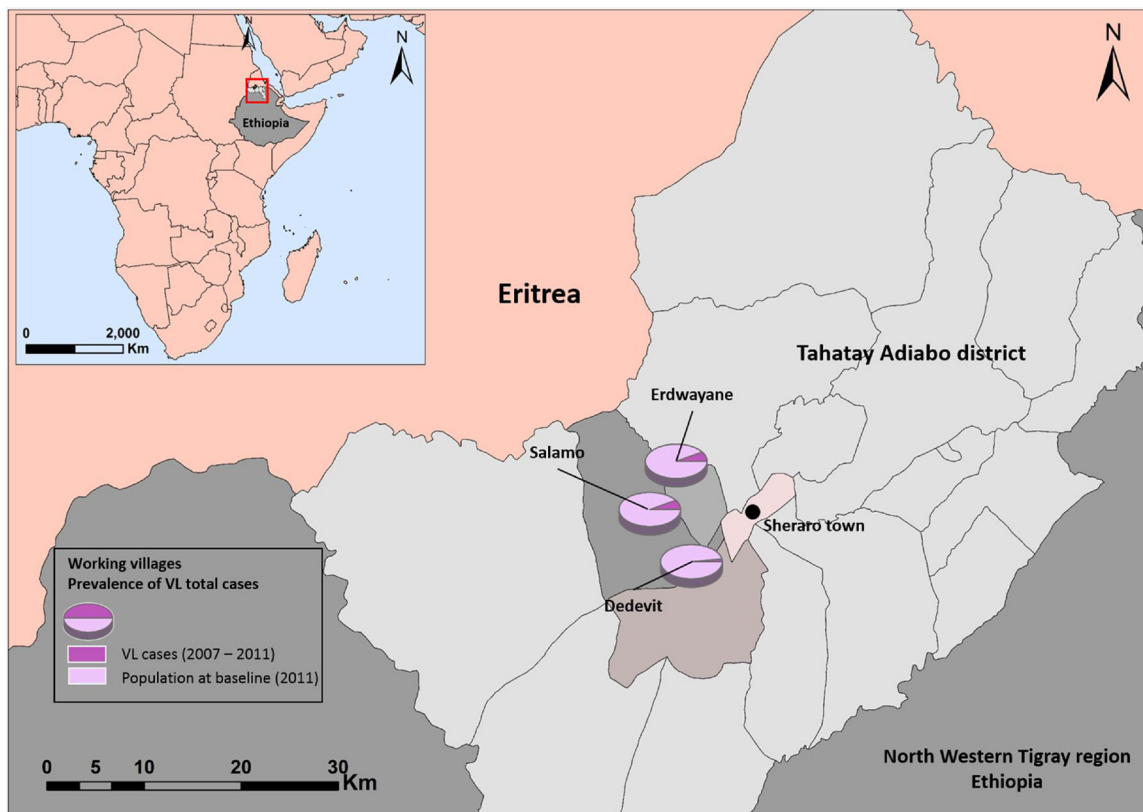 N
N
Ethiopia
0 2,000
Km
N
Eritrea
Tahatay Adiabo district
Erdwayane
Salamo
Sheraro town
Dedevit
Working villages
Prevalence of VL total cases
VL cases (2007 – 2011)
Population at baseline (2011)
0 5 10 20 30
Km
North Western Tigray region
Ethiopia